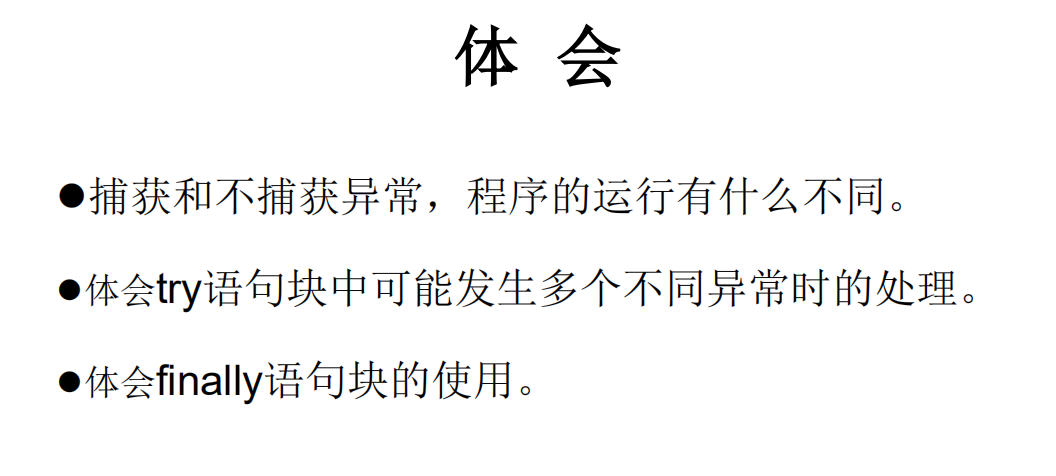 体 会
●捕获和不捕获异常，程序的运行有什么不同。
●体会try语句块中可能发生多个不同异常时的处理。
●体会finally语句块的使用。